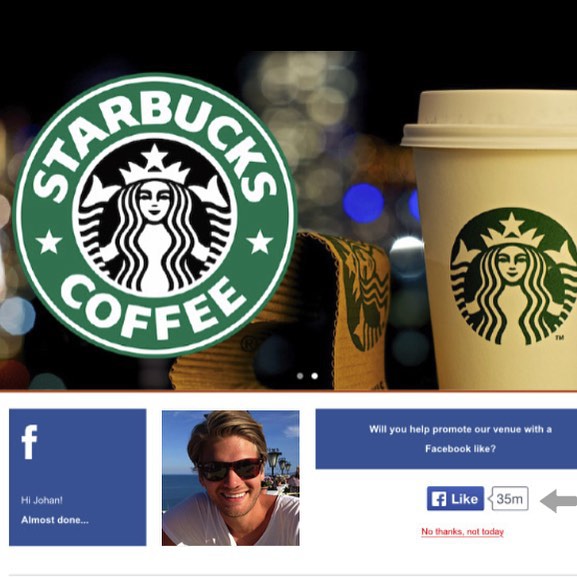 STARBUCKS
COFFEE
TM
f
Hi Johan!
Almost done...
Will you help promote our venue with a
Facebook like?
f Like
35m
No thanks, not today